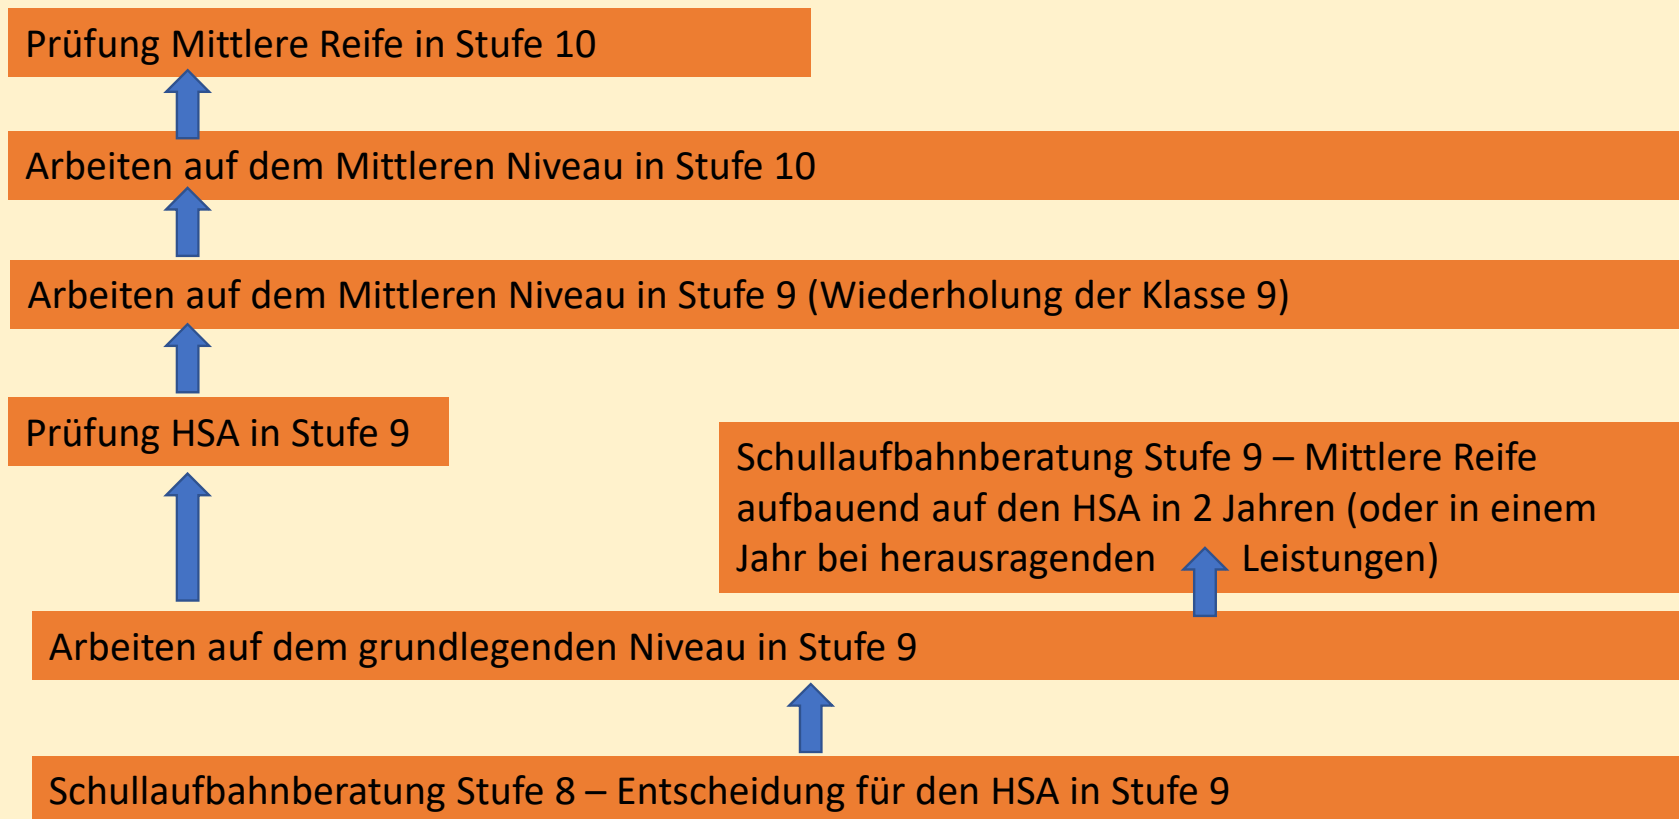 Prüfung Mittlere Reife in Stufe 10
Arbeiten auf dem Mittleren Niveau in Stufe 10
Arbeiten auf dem Mittleren Niveau in Stufe 9 (Wiederholung der Klasse 9)
Prüfung HSA in Stufe 9
Schullaufbahnberatung Stufe 9 – Mittlere Reife
aufbauend auf den HSA in 2 Jahren (oder in einem
Jahr bei herausragenden Leistungen)
Arbeiten auf dem grundlegenden Niveau in Stufe 9
Schullaufbahnberatung Stufe 8 – Entscheidung für den HSA in Stufe 9